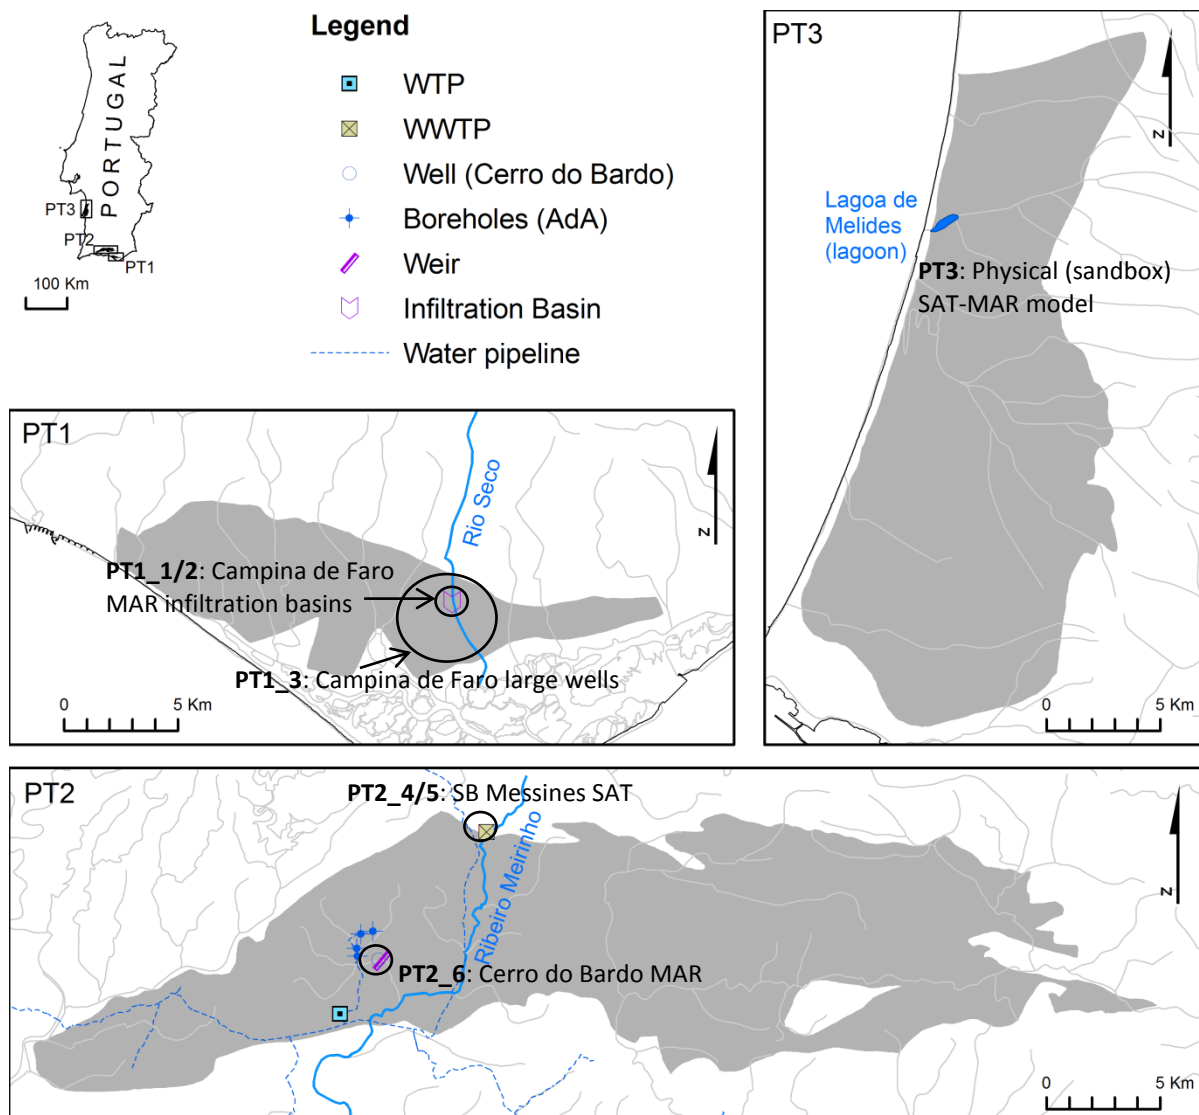 PORTUGAL
PT3
PT2
PT1
100 Km
Legend
WTP
WWTP
Well (Cerro do Bardo)
Boreholes (AdA)
Weir
Infiltration Basin
Water pipeline
PT3
N
Lagoa de
Melides
(lagoon)
PT3: Physical (sandbox)
SAT-MAR model
0 5 Km
PT1
N
Rio Seco
PT1_1/2: Campina de Faro
MAR infiltration basins
PT1_3: Campina de Faro large wells
0 5 Km
PT2
N
PT2_4/5: SB Messines SAT
Ribeiro Meirinho
PT2_6: Cerro do Bardo MAR
0 5 Km